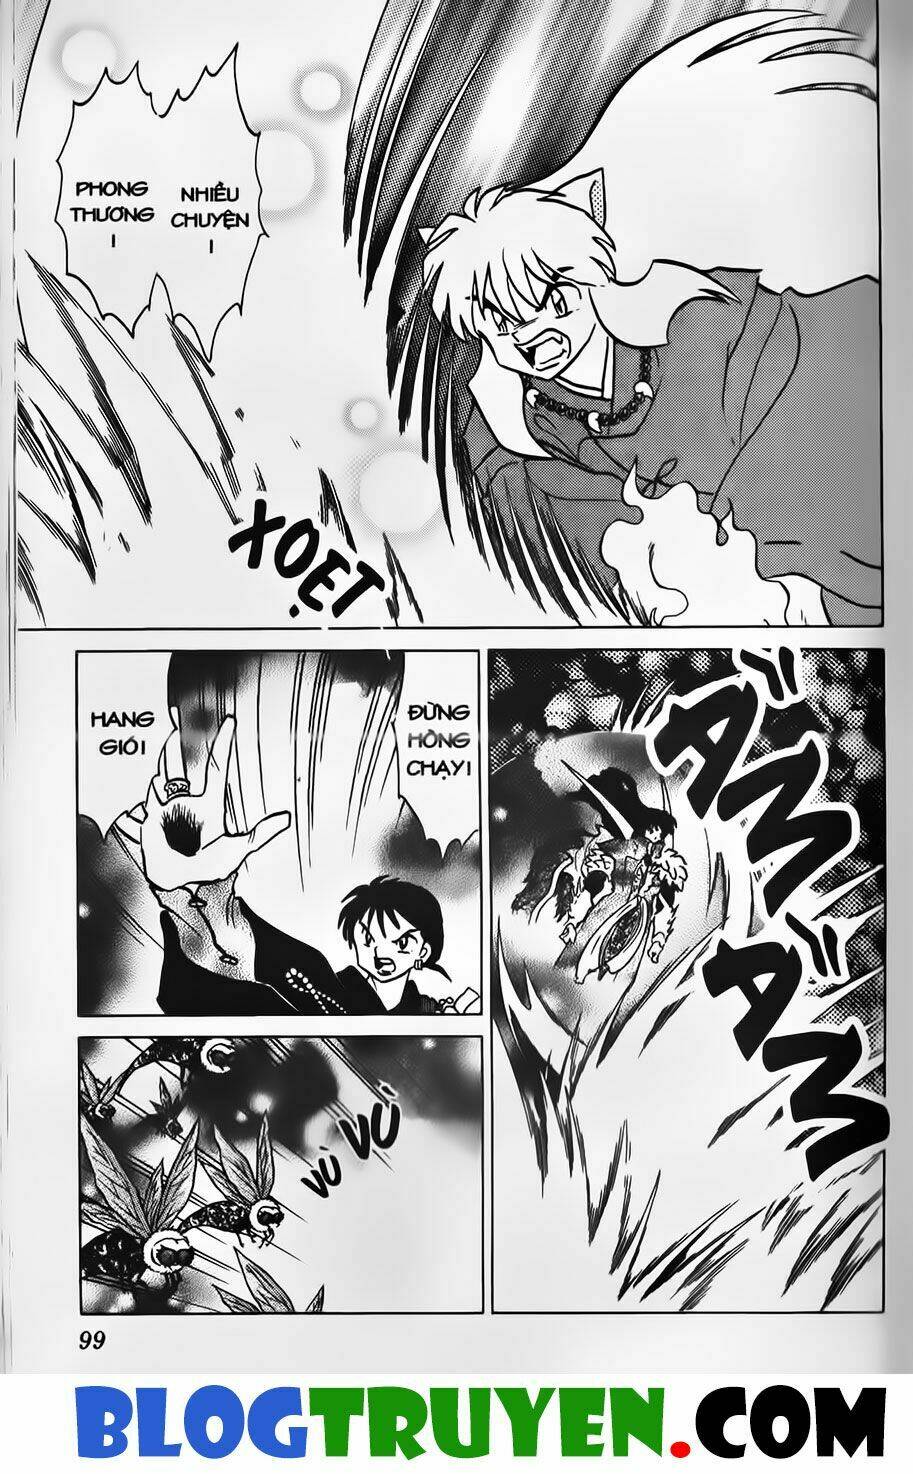 NHIỀU
CHUYỆN
!
PHONG
THƯƠNG
!
XOẸT
ẦM
ẦM
ĐỪNG
HÒNG
CHẠY!
HANG
GIÓ!
VÙ
VÙ
99
BLOGTRUYEN.COM